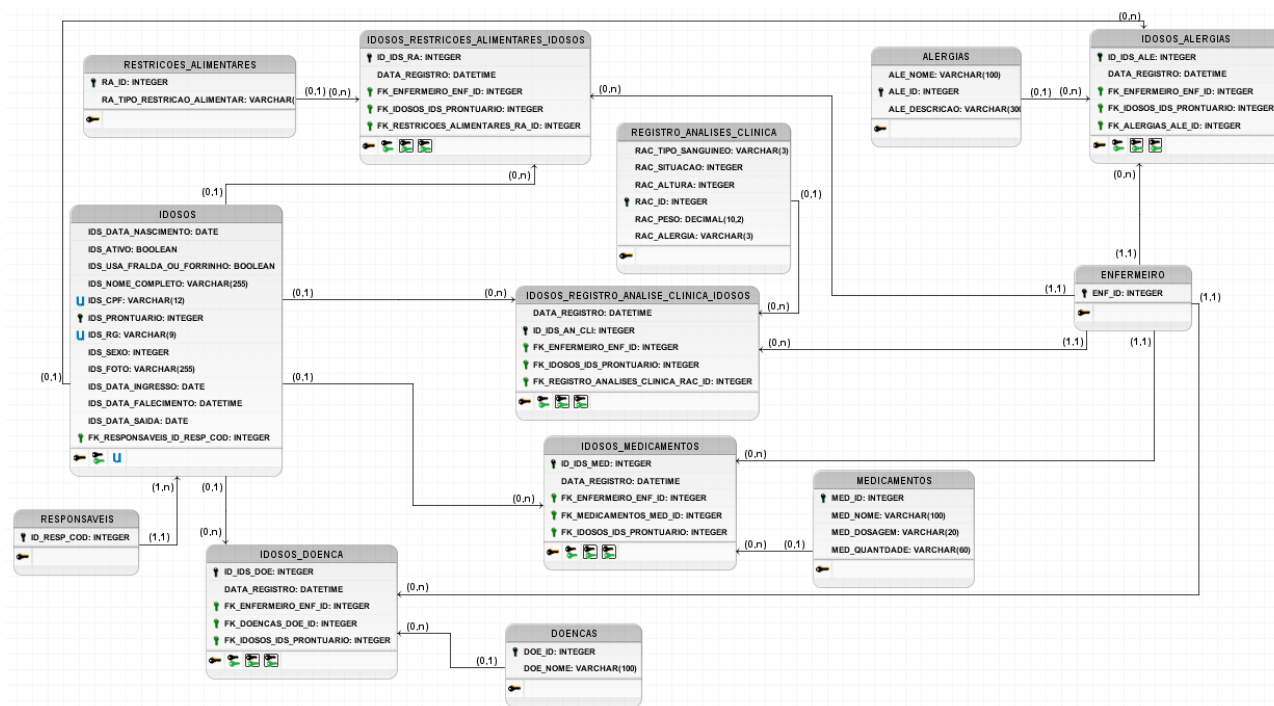 (0,n)
IDOSOS_RESTRICOES_ALIMENTARES_IDOSOS
ID_IDS_RA: INTEGER
DATA_REGISTRO: DATETIME
FK_ENFERMEIRO_ENF_ID: INTEGER
FK_IDOSOS_IDS_PRONTUARIO: INTEGER
FK_RESTRICOES_ALIMENTARES_RA_ID: INTEGER
IDOSOS_ALERGIAS
ID_IDS_ALE: INTEGER
DATA_REGISTRO: DATETIME
FK_ENFERMEIRO_ENF_ID: INTEGER
FK_IDOSOS_IDS_PRONTUARIO: INTEGER
FK_ALERGIAS_ALE_ID: INTEGER
RESTRICOES_ALIMENTARES
RA_ID: INTEGER
RA_TIPO_RESTRICAO_ALIMENTAR: VARCHAR(
(0,1) (0,n)
(0,n)
ALERGIAS
ALE_NOME: VARCHAR(100)
ALE_ID: INTEGER
ALE_DESCRICAO: VARCHAR(300
(0,1) (0,n)
REGISTRO_ANALISES_CLINICA
RAC_TIPO_SANGUINEO: VARCHAR(3)
RAC_SITUACAO: INTEGER
RAC_ALTURA: INTEGER
RAC_ID: INTEGER
RAC_PESO: DECIMAL(10,2)
RAC_ALERGIA: VARCHAR(3)
(0,1)
(0,n)
(0,n)
(0,1)
IDOSOS
IDS_DATA_NASCIMENTO: DATE
IDS_ATIVO: BOOLEAN
IDS_USA_FRALDA_OU_FORRINHO: BOOLEAN
IDS_NOME_COMPLETO: VARCHAR(255)
U IDS_CPF: VARCHAR(12)
IDS_PRONTUARIO: INTEGER
U IDS_RG: VARCHAR(9)
IDS_SEXO: INTEGER
IDS_FOTO: VARCHAR(255)
IDS_DATA_INGRESSO: DATE
IDS_DATA_FALECIMENTO: DATETIME
IDS_DATA_SAIDA: DATE
FK_RESPONSAVEIS_ID_RESP_COD: INTEGER
U
(0,1)
(0,1)
(0,n)
(0,1)
(1,1)
ENFERMEIRO
ENF_ID: INTEGER
(1,1)
(1,1)
(1,1)
(1,1)
IDOSOS_REGISTRO_ANALISE_CLINICA_IDOSOS
DATA_REGISTRO: DATETIME
ID_IDS_AN_CLI: INTEGER
FK_ENFERMEIRO_ENF_ID: INTEGER
FK_IDOSOS_IDS_PRONTUARIO: INTEGER
FK_REGISTRO_ANALISES_CLINICA_RAC_ID: INTEGER
(0,n)
(0,n)
IDOSOS_MEDICAMENTOS
ID_IDS_MED: INTEGER
DATA_REGISTRO: DATETIME
FK_ENFERMEIRO_ENF_ID: INTEGER
FK_MEDICAMENTOS_MED_ID: INTEGER
FK_IDOSOS_IDS_PRONTUARIO: INTEGER
(0,n)
(0,n)
MEDICAMENTOS
MED_ID: INTEGER
MED_NOME: VARCHAR(100)
MED_DOSAGEM: VARCHAR(20)
MED_QUANTDADE: VARCHAR(60)
(0,n) (0,1)
(1,n)
(0,1)
RESPONSAVEIS
ID_RESP_COD: INTEGER
(1,1)
(0,n)
IDOSOS_DOENCA
ID_IDS_DOE: INTEGER
DATA_REGISTRO: DATETIME
FK_ENFERMEIRO_ENF_ID: INTEGER
FK_DOENCAS_DOE_ID: INTEGER
FK_IDOSOS_IDS_PRONTUARIO: INTEGER
(0,n)
(0,n)
(0,1)
DOENCAS
DOE_ID: INTEGER
DOE_NOME: VARCHAR(100)